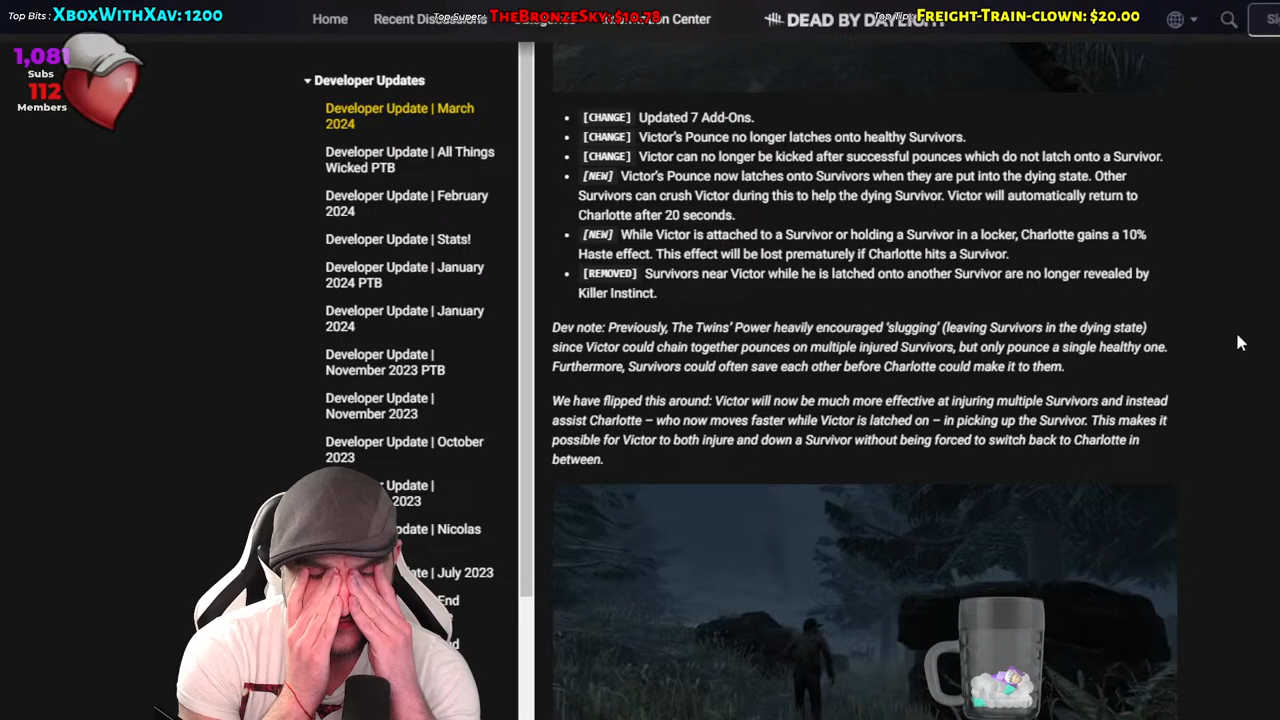 Top Bits: XboxWithXav: 1200
Top Supers: TheBronzeSky: $10.78
Freight-Train-clown: $20.00
Home
Recent Discussions
Center
DEAD BY DAYLIGHT
1,081
Subs
112
Members
Developer Updates
Developer Update | March
2024
Developer Update | All Things
Wicked PTB
Developer Update | February
2024
Developer Update | Stats!
Developer Update | January
2024 PTB
Developer Update | January
2024
Developer Update |
November 2023 PTB
Developer Update |
November 2023
Developer Update | October
2023
Update |
2023
Update | Nicolas
| July 2023
End
[CHANGE] Updated 7 Add-Ons.
[CHANGE] Victor's Pounce no longer latches onto healthy Survivors.
[CHANGE] Victor can no longer be kicked after successful pounces which do not latch onto a Survivor.
[NEW] Victor's Pounce now latches onto Survivors when they are put into the dying state. Other
Survivors can crush Victor during this to help the dying Survivor. Victor will automatically return to
Charlotte after 20 seconds.
[NEW] While Victor is attached to a Survivor or holding a Survivor in a locker, Charlotte gains a 10%
Haste effect. This effect will be lost prematurely if Charlotte hits a Survivor.
[REMOVED] Survivors near Victor while he is latched onto another Survivor are no longer revealed by
Killer Instinct.
Dev note: Previously, The Twins' Power heavily encouraged 'slugging' (leaving Survivors in the dying state)
since Victor could chain together pounces on multiple injured Survivors, but only pounce a single healthy one.
Furthermore, Survivors could often save each other before Charlotte could make it to them.
We have flipped this around: Victor will now be much more effective at injuring multiple Survivors and instead
assist Charlotte – who now moves faster while Victor is latched on – in picking up the Survivor. This makes it
possible for Victor to both injure and down a Survivor without being forced to switch back to Charlotte in
between.